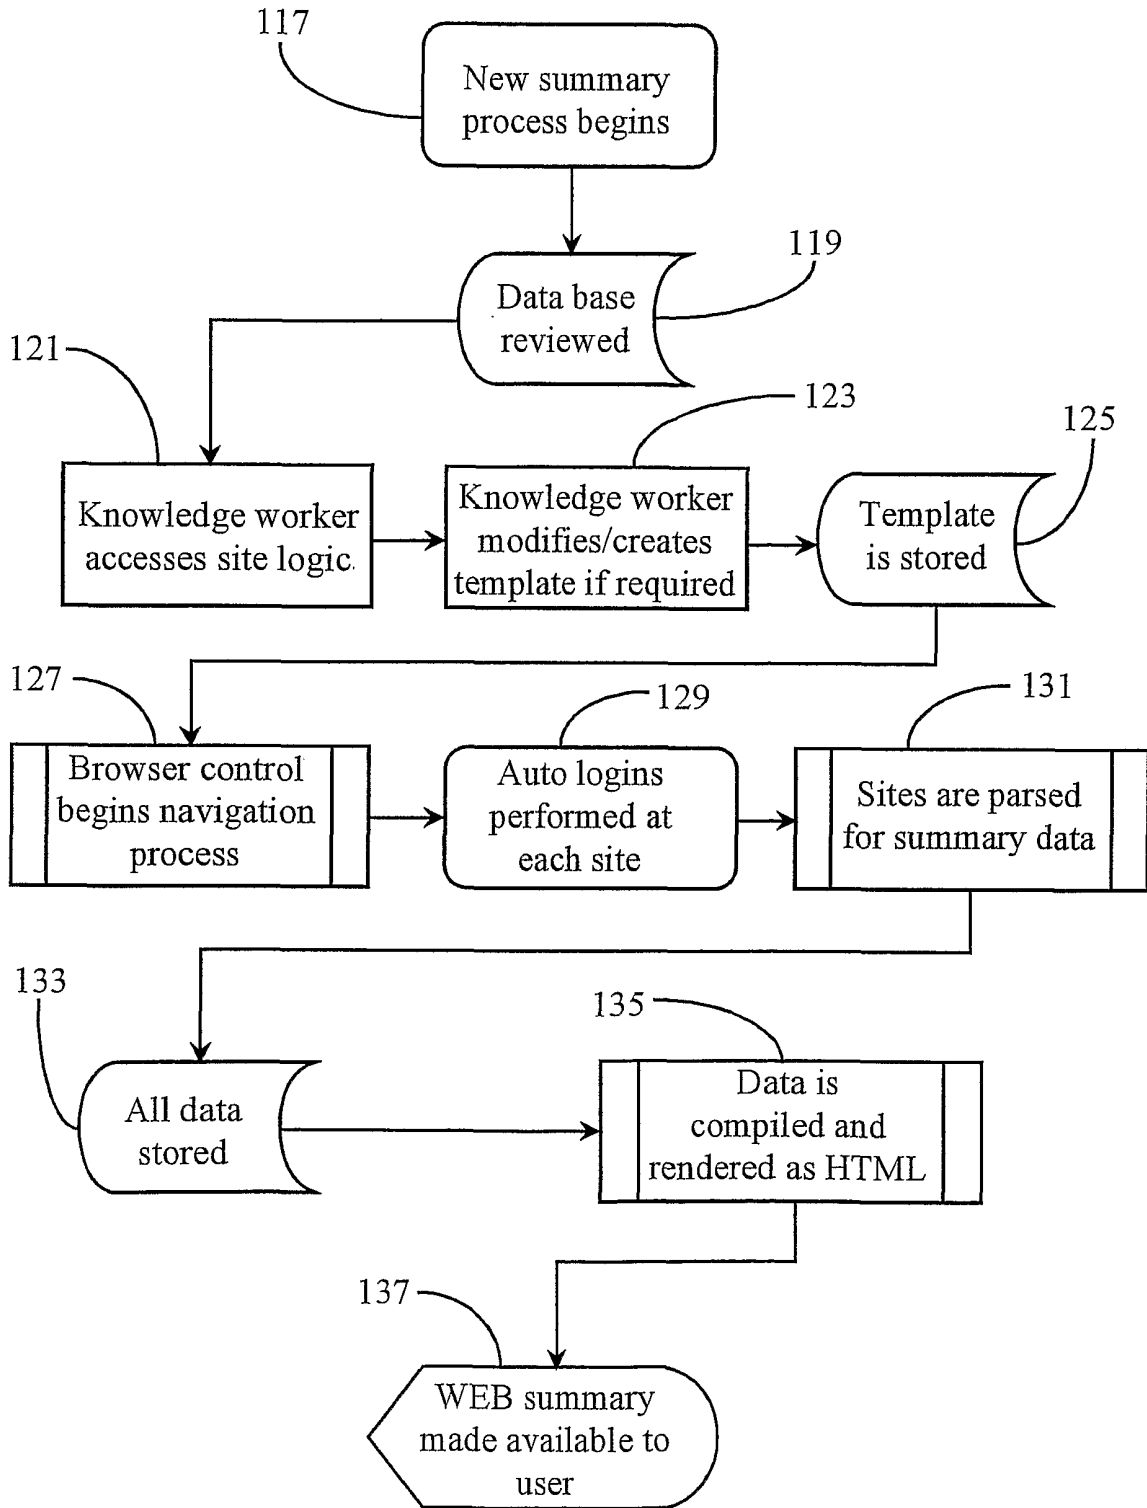 117
New summary
process begins
119
Data base
reviewed
121
Knowledge worker
accesses site logic
123
Knowledge worker
modifies/creates
template if required
125
Template
is stored
127
Browser control
begins navigation
process
129
Auto logins
performed at
each site
131
Sites are parsed
for summary data
133
All data
stored
135
Data is
compiled and
rendered as HTML
137
WEB summary
made available to
user